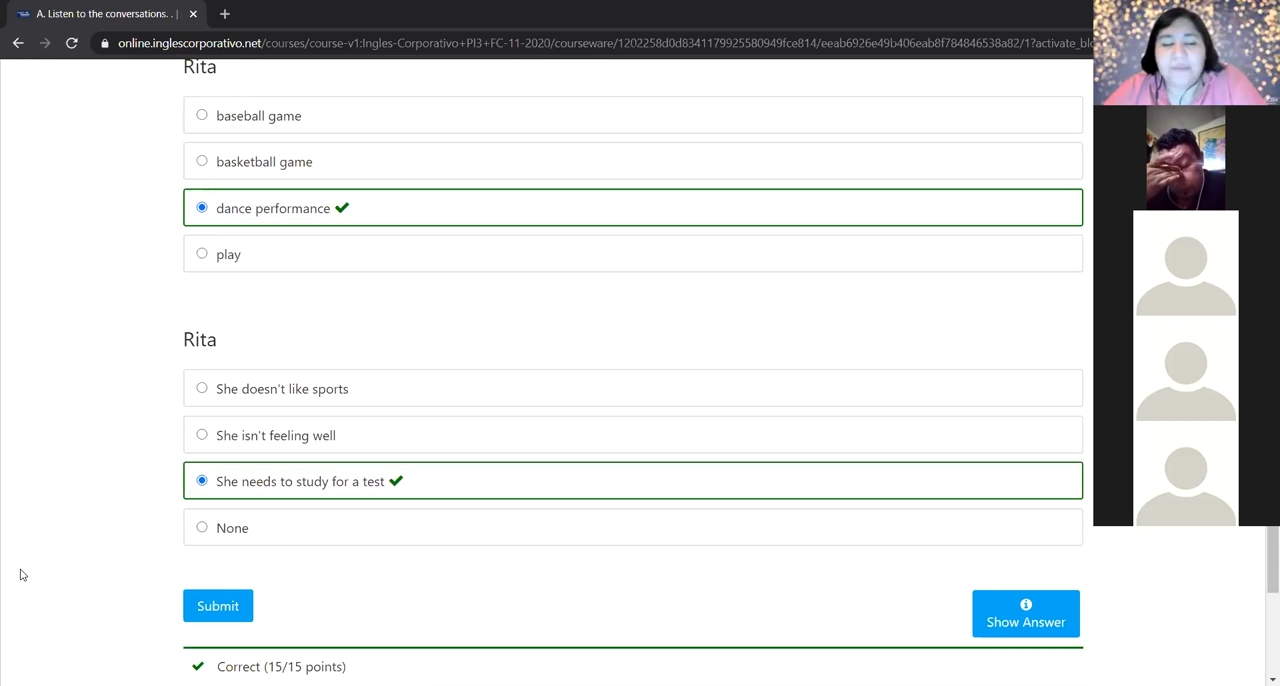 A. Listen to the conversations. . |
online.inglescorporativo.net/courses/course-v1:Ingles-Corporativo+PI3+FC-11-2020/courseware/1202258d0d8341179925580949fce814/eeab6926e49b406eab8f784846538a82/1?activate_blo
Rita
baseball game
basketball game
dance performance
play
Rita
She doesn't like sports
She isn't feeling well
She needs to study for a test
None
Submit
Show Answer
Correct (15/15 points)